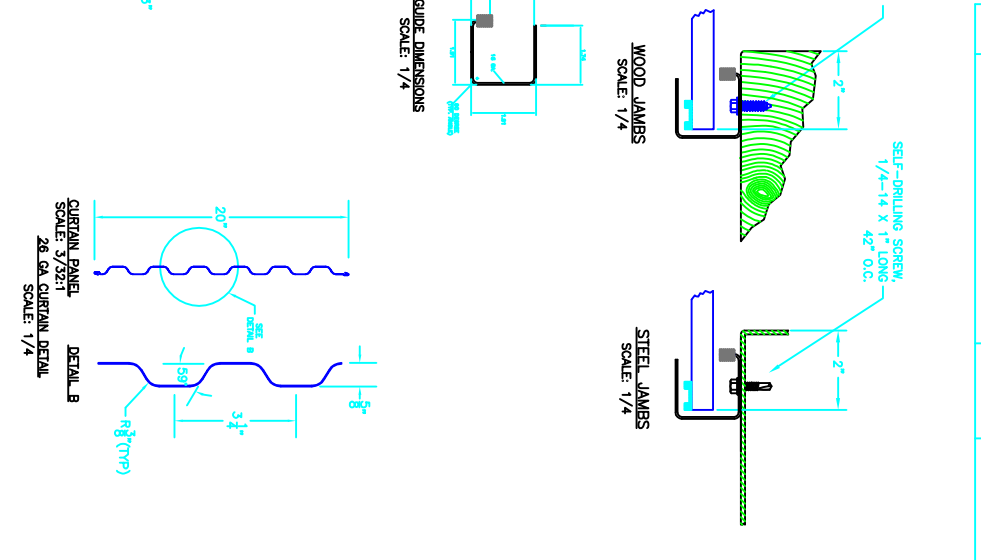 GUIDE DIMENSIONS
SCALE: 1/4
WOOD JAMBS
SCALE: 1/4
2"
SELF-DRILLING SCREW,
1/4-14 X 1" LONG
42" O.C.
STEEL JAMBS
SCALE: 1/4
2"
20"
SEE
DETAIL B
CURTAIN PANEL
SCALE: 3/32:1
26 GA CURTAIN DETAIL
SCALE: 1/4
DETAIL B
59°
5/8"
3 1/4"
R 3/8" (TYP)